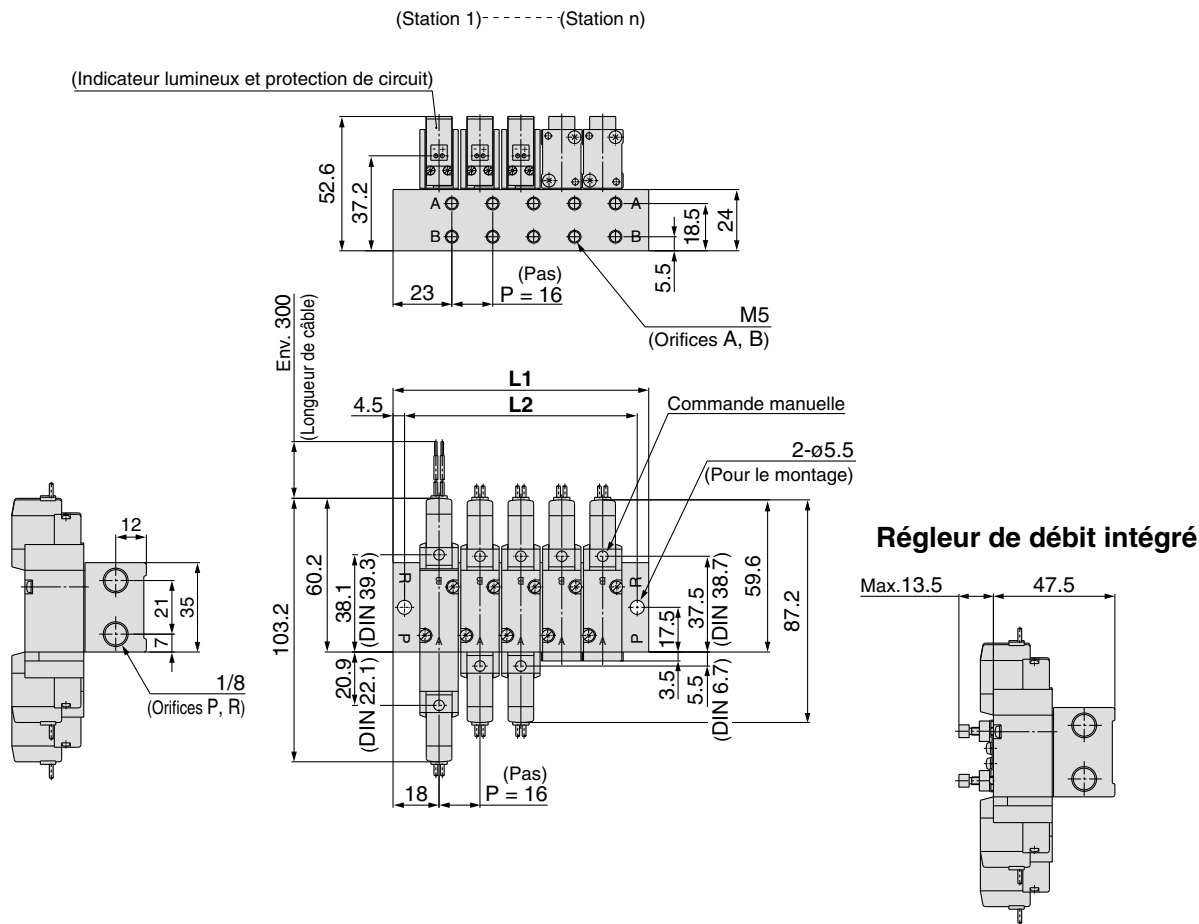 (Station 1) (Station n)
(Indicateur lumineux et protection de circuit)
52.6
37.2
A
A
B
B
18.5
24
5.5
23
(Pas)
P = 16
M5
(Orifices A, B)
Env. 300
(Longueur de câble)
L1
4.5
L2
Commande manuelle
2-ø5.5
(Pour le montage)
12
21
35
7
1/8
(Orifices P, R)
103.2
60.2
38.1
(DIN 39.3)
20.9
(DIN 22.1)
R
P
B
B
B
B
B
A
A
A
A
A
R
P
17.5
37.5
(DIN 38.7)
59.6
87.2
3.5
5.5
(DIN 6.7)
18
(Pas)
P = 16
Régleur de débit intégré
Max.13.5
47.5